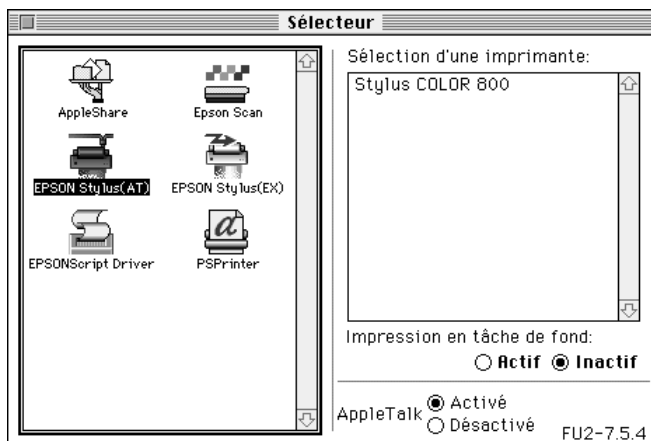 Sélecteur
AppleShare
Epson Scan
EPSON Stylus(AT)
EPSON Stylus(EX)
EPSONScript Driver
PSPrinter
Sélection d'une imprimante:
Stylus COLOR 800
Impression en tâche de fond:
Actif Inactif
AppleTalk
Activé
Désactivé
FU2-7.5.4